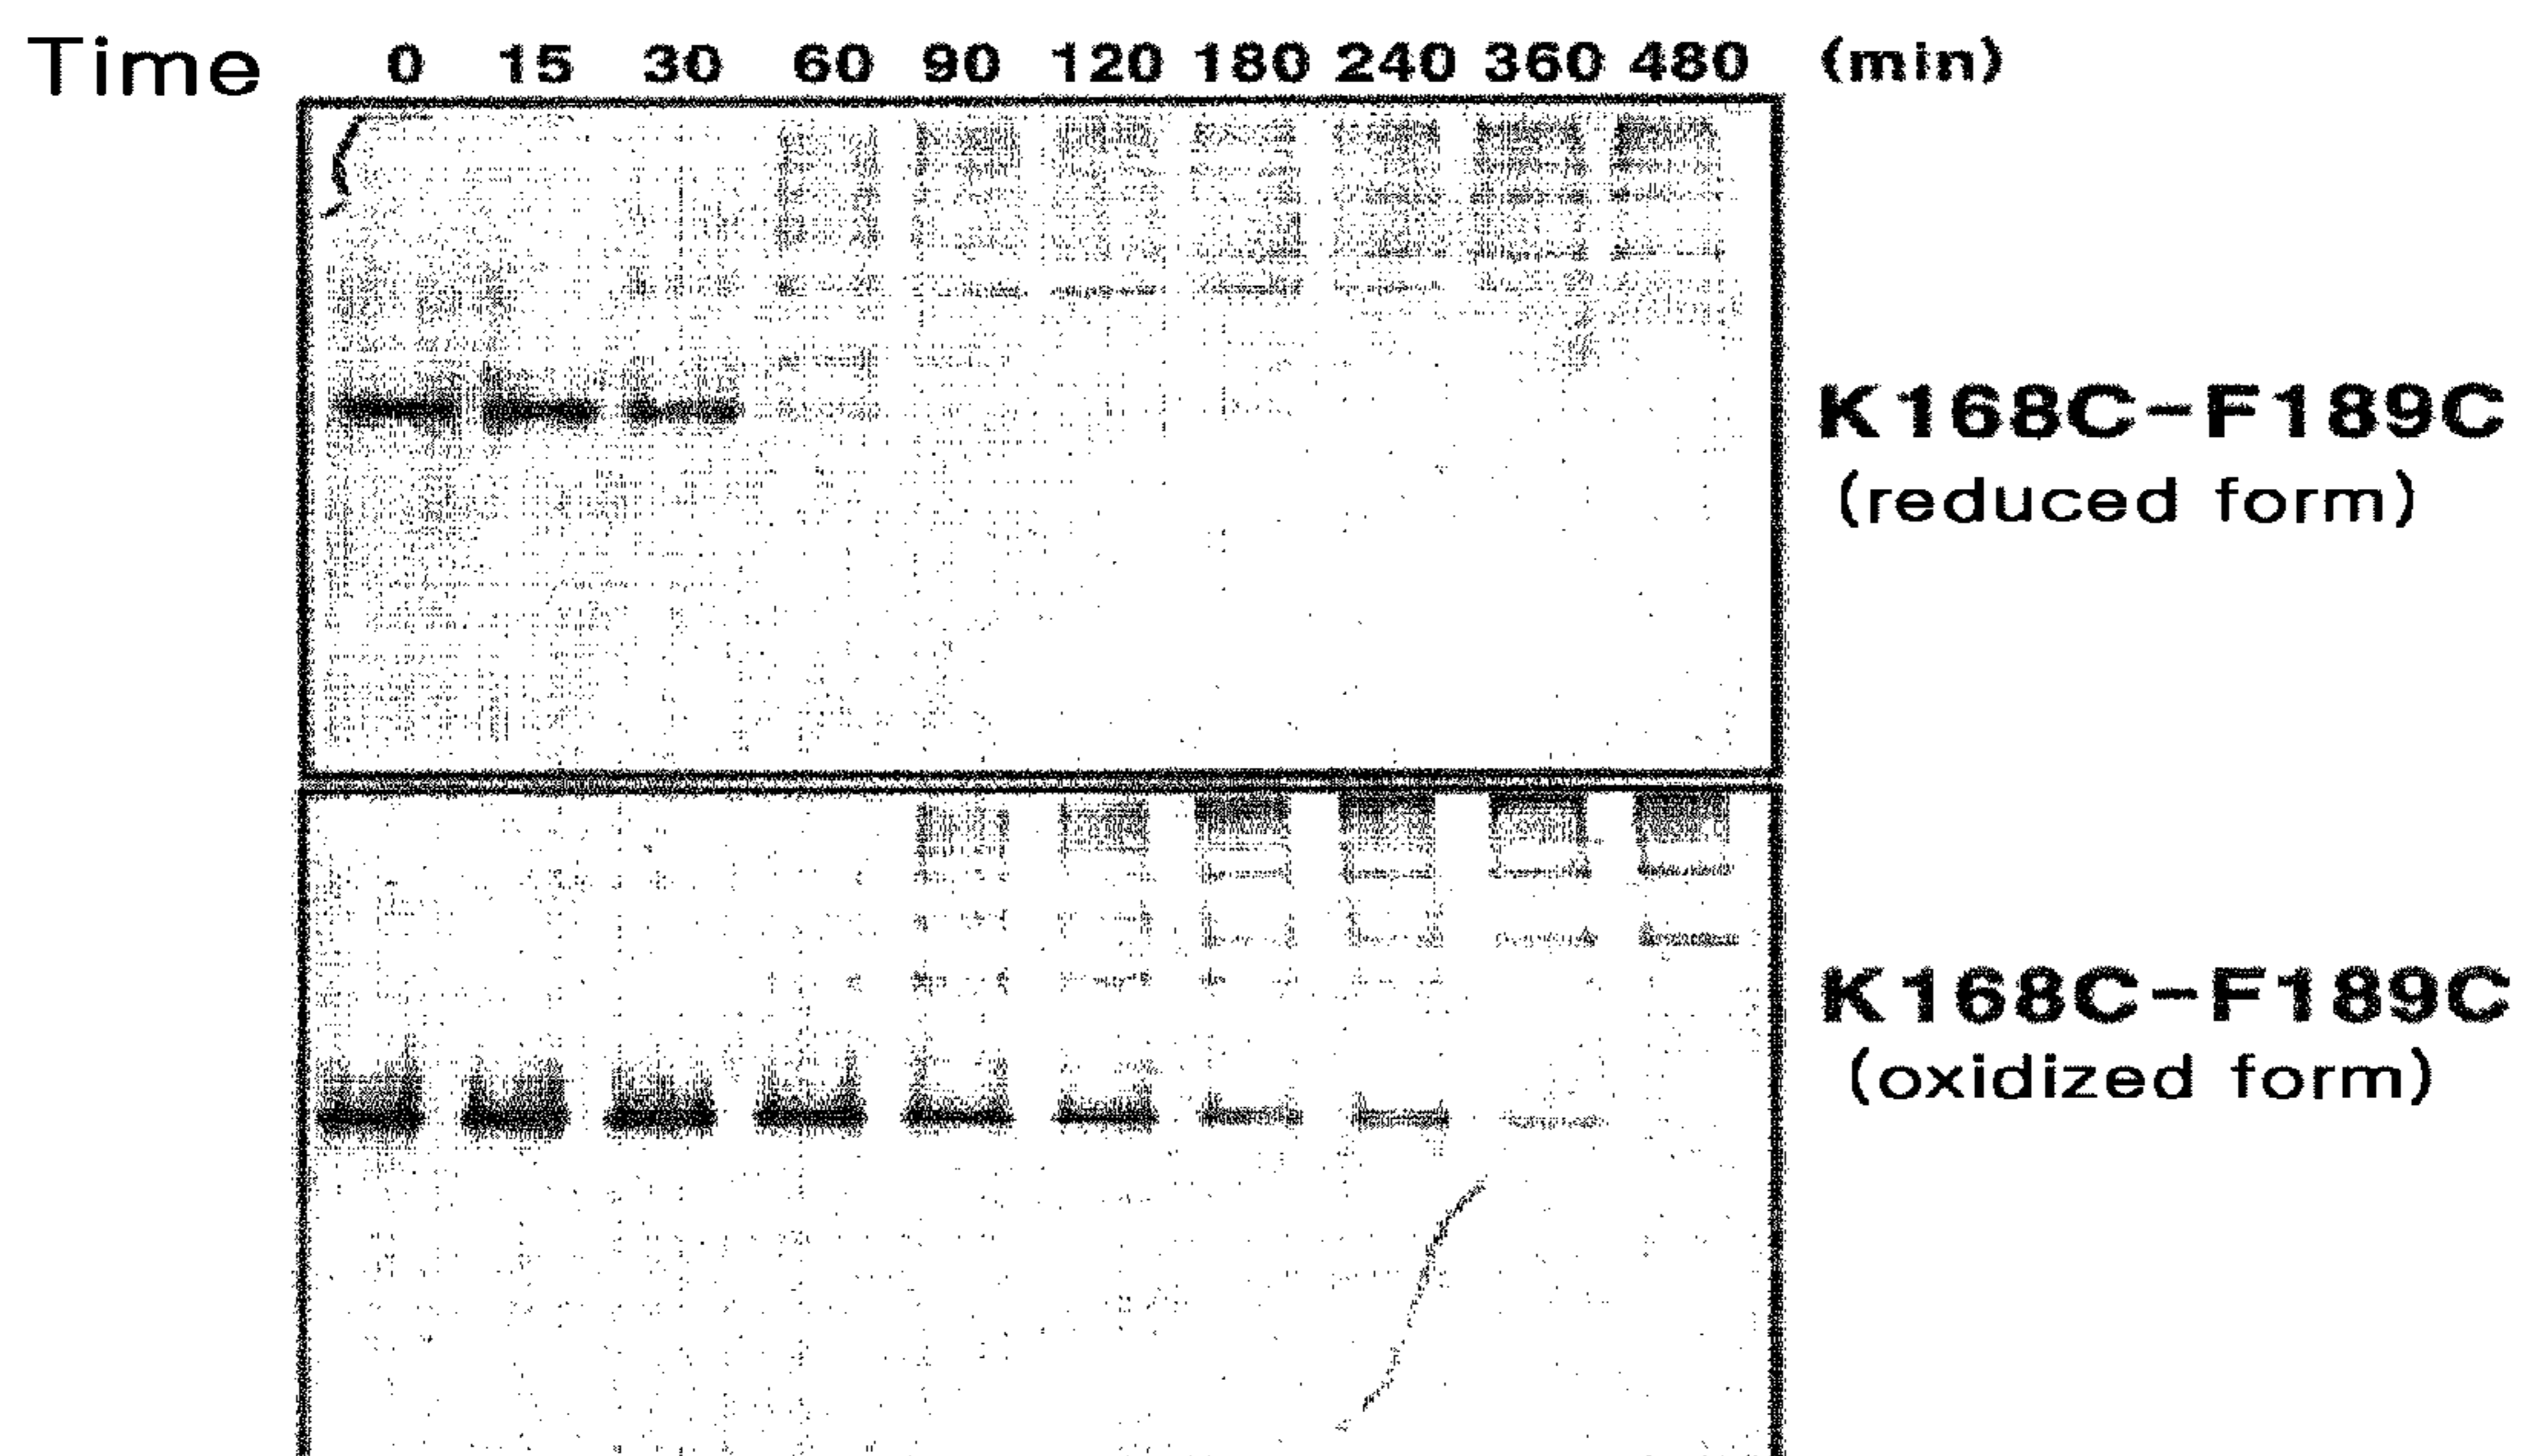 Time 0 15 30 60 90 120 180 240 360 480 (min)
K168C-F189C
(reduced form)
K168C-F189C
(oxidized form)